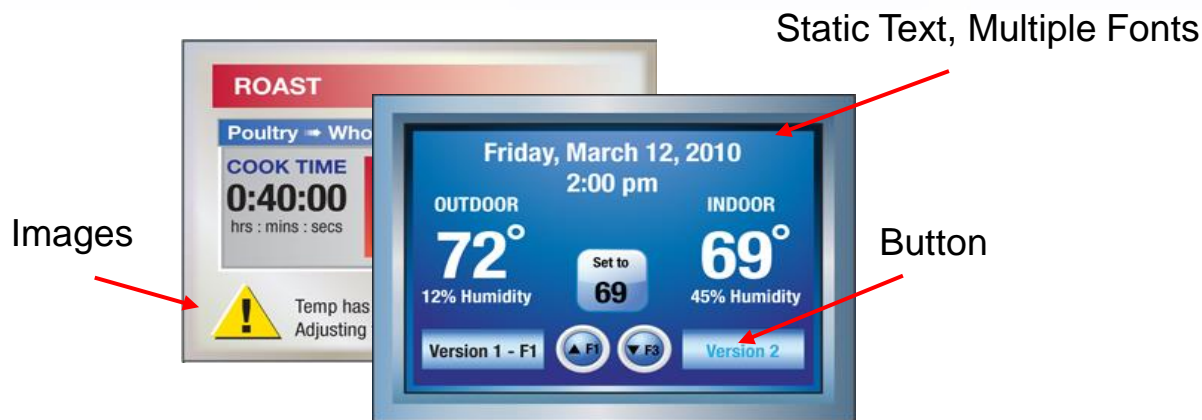 Static Text, Multiple Fonts
ROAST
Poultry ➟ Who
COOK TIME
0:40:00
hrs : mins : secs
Temp has
Adjusting
Images
Friday, March 12, 2010
2:00 pm
OUTDOOR
72°
12% Humidity
Set to
69
INDOOR
69°
45% Humidity
Version 1 - F1
▲ F1
▼ F3
Version 2
Button